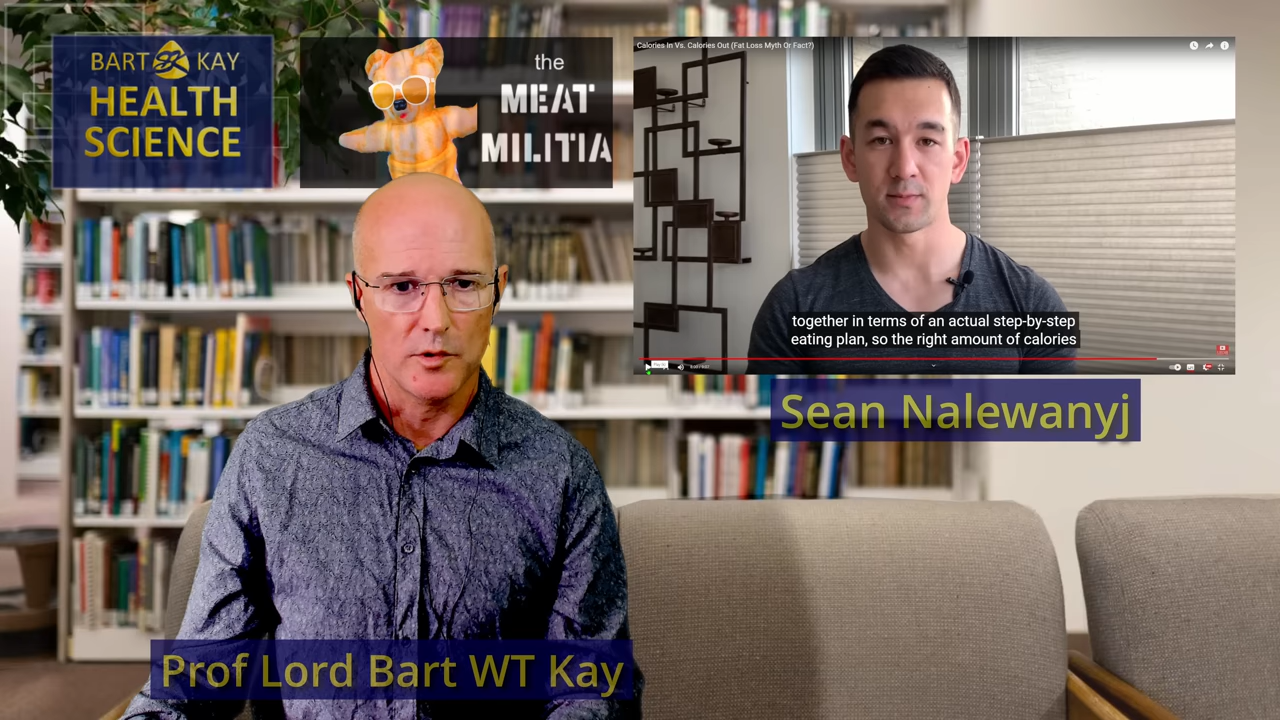 BART BK KAY
HEALTH
SCIENCE
the
MEAT
MILITIA
Calories In Vs. Calories Out (Fat Loss Myth Or Fact?)
together in terms of an actual step-by-step
eating plan, so the right amount of calories
Sean Nalewanyj
Prof Lord Bart WT Kay